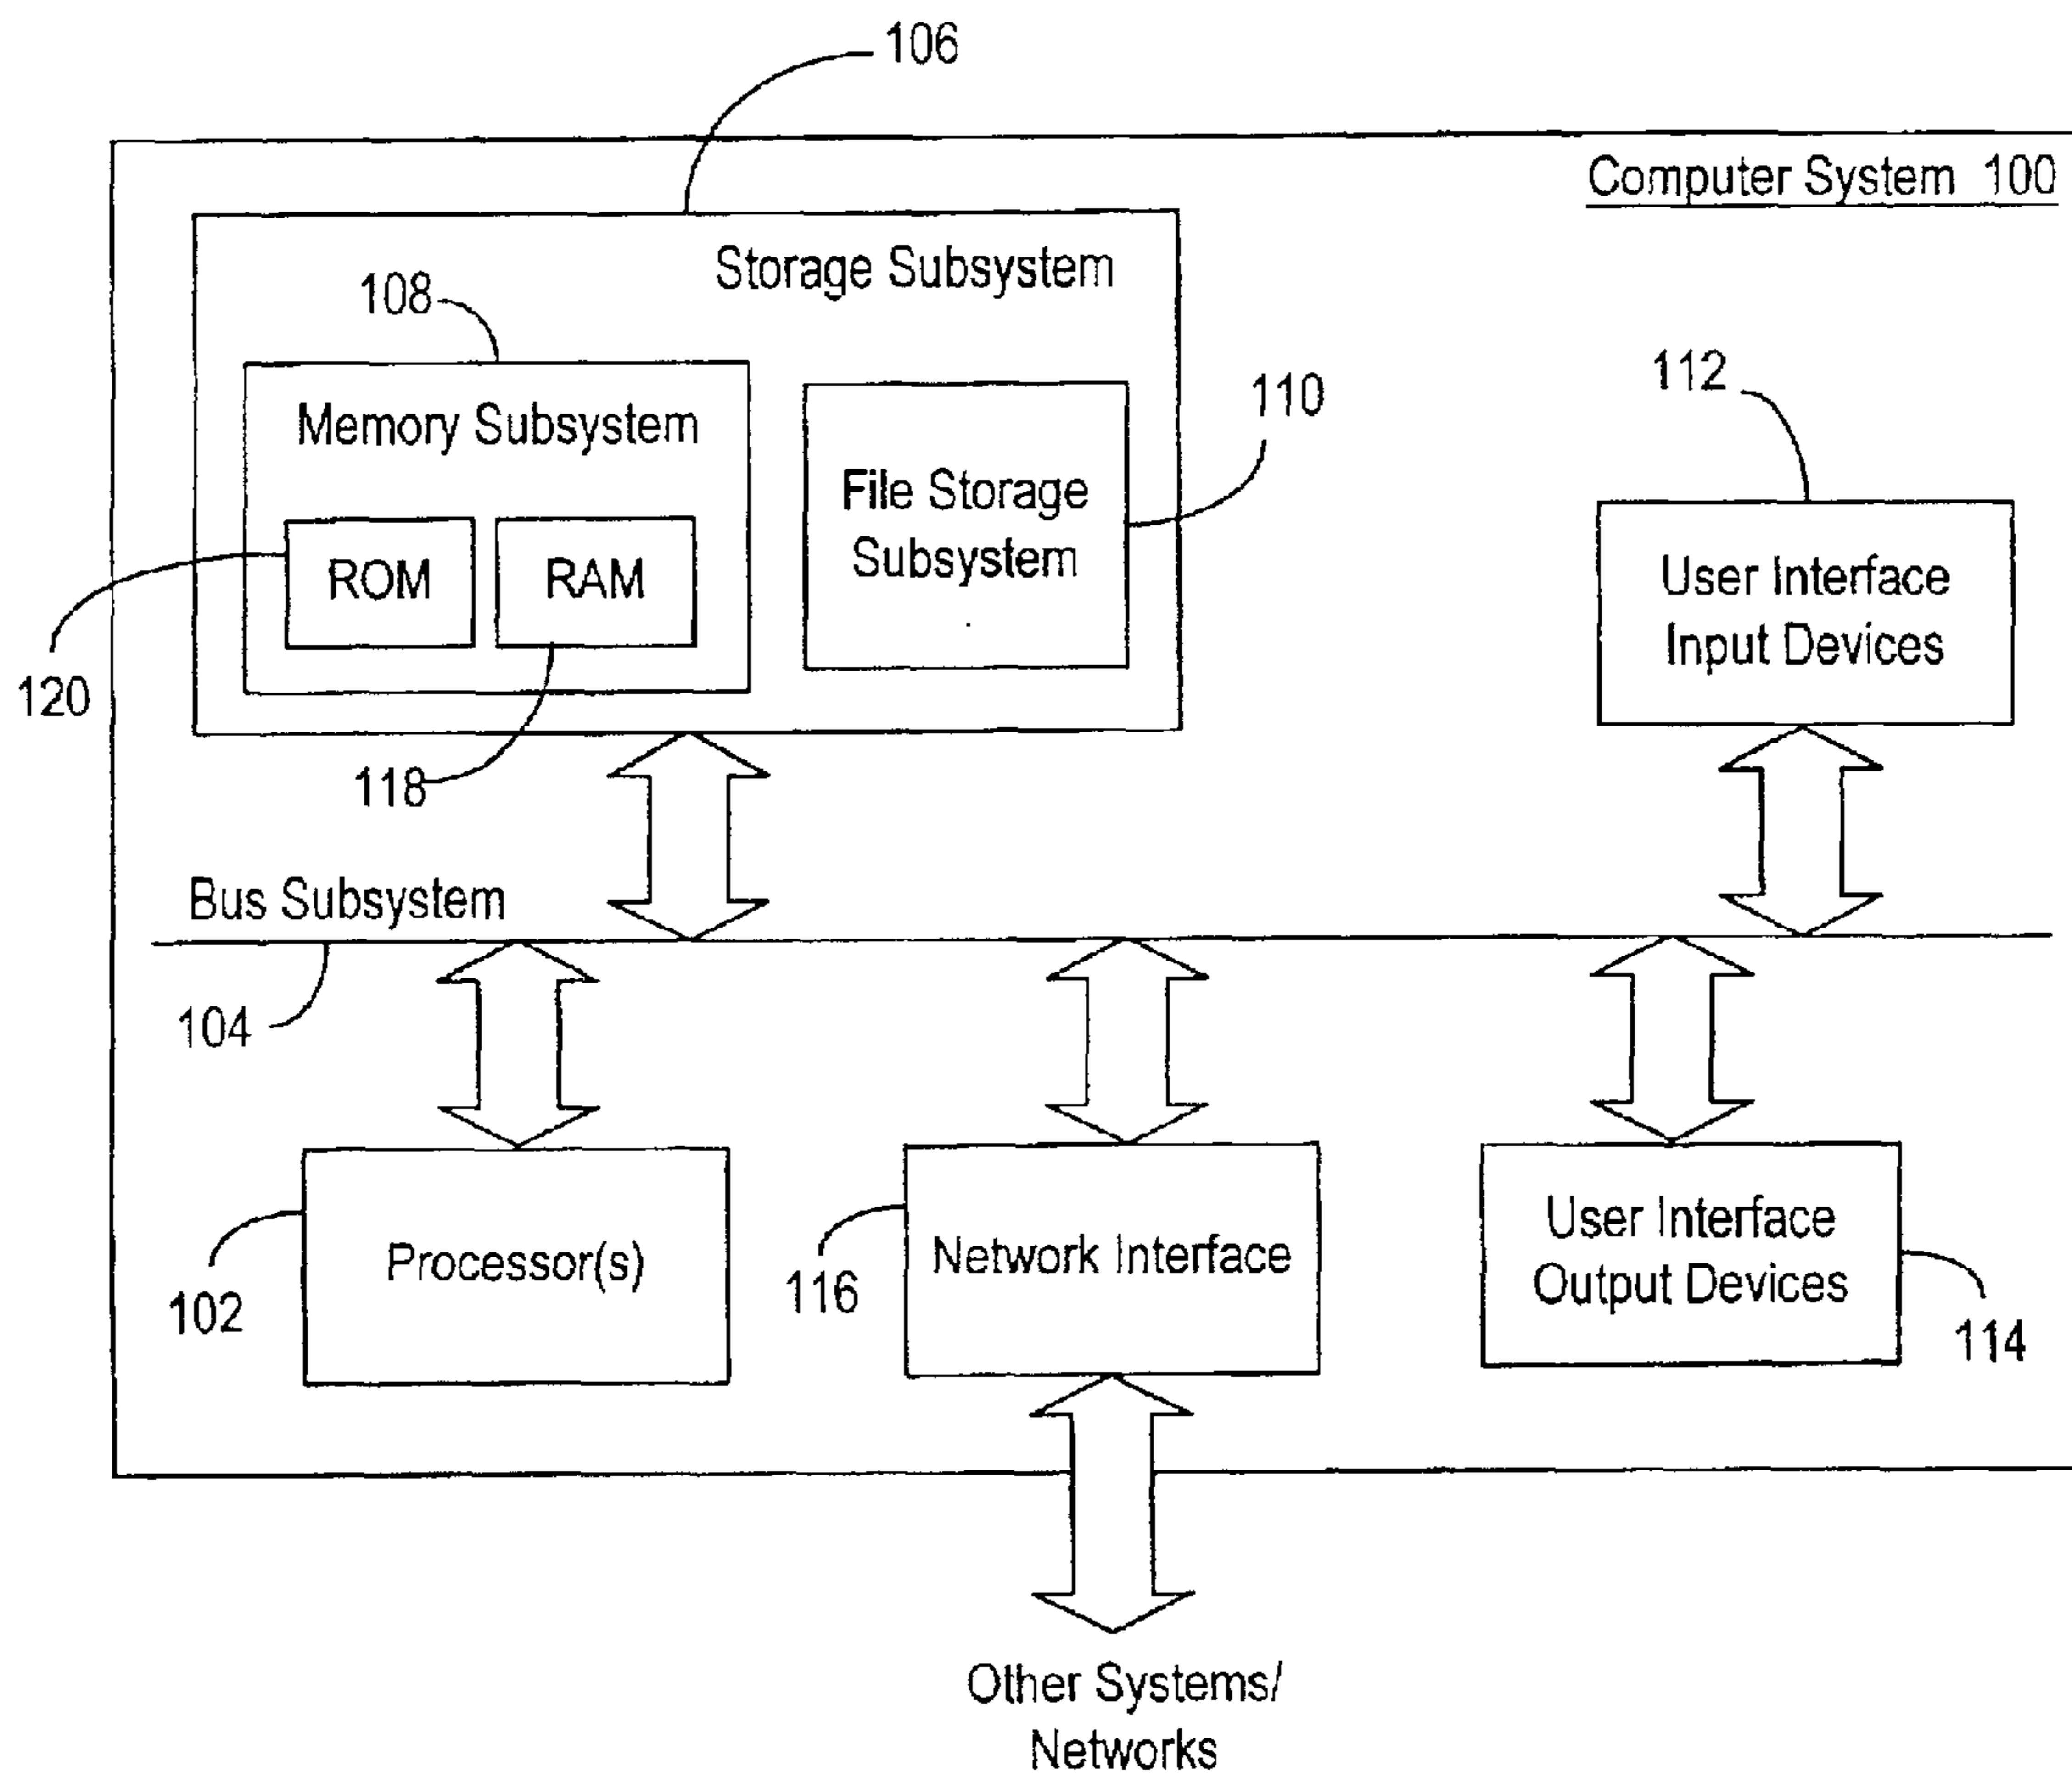 106
Computer System 100
Storage Subsystem
108
112
110
Memory Subsystem
File Storage
Subsystem
ROM
RAM
User Interface
Input Devices
120
118
Bus Subsystem
104
Processor(s)
102
Network Interface
116
User Interface
Output Devices
114
Other Systems/
Networks